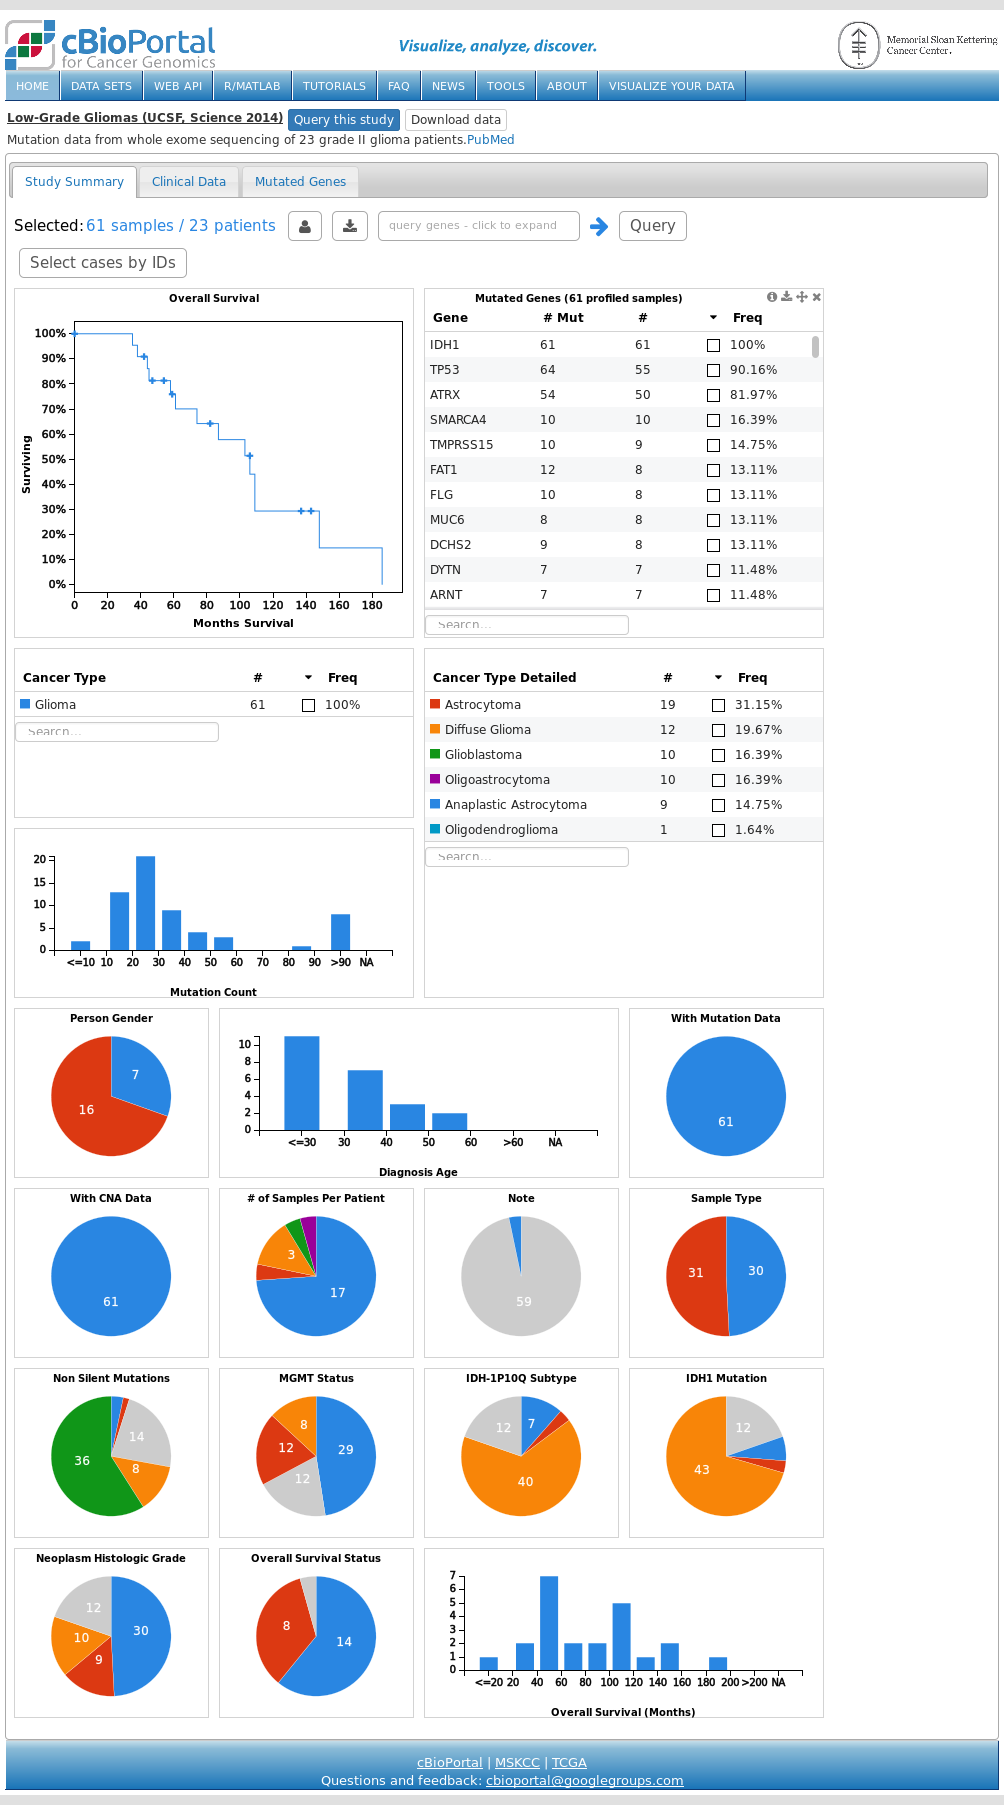 cBioPortal
for Cancer Genomics
Visualize, analyze, discover.
Memorial Sloan Kettering
Cancer Center.
HOME DATA SETS WEB API R/MATLAB TUTORIALS FAQ NEWS TOOLS ABOUT VISUALIZE YOUR DATA
Low-Grade Gliomas (UCSF, Science 2014) Query this study Download data
Mutation data from whole exome sequencing of 23 grade II glioma patients.PubMed
Study Summary Clinical Data Mutated Genes
Selected: 61 samples / 23 patients query genes - click to expand Query
Select cases by IDs
Overall Survival
100%
90%
80%
70%
60%
50%
40%
30%
20%
10%
0%
Surviving
0 20 40 60 80 100 120 140 160 180
Months Survival
Mutated Genes (61 profiled samples)
Gene # Mut # Freq
IDH1 61 61 100%
TP53 64 55 90.16%
ATRX 54 50 81.97%
SMARCA4 10 10 16.39%
TMPRSS15 10 9 14.75%
FAT1 12 8 13.11%
FLG 10 8 13.11%
MUC6 8 8 13.11%
DCHS2 9 8 13.11%
DYTN 7 7 11.48%
ARNT 7 7 11.48%
Search...
Cancer Type # Freq
Glioma 61 100%
Search...
Cancer Type Detailed # Freq
Astrocytoma 19 31.15%
Diffuse Glioma 12 19.67%
Glioblastoma 10 16.39%
Oligoastrocytoma 10 16.39%
Anaplastic Astrocytoma 9 14.75%
Oligodendroglioma 1 1.64%
Search...
20
15
10
5
0
<=10 10 20 30 40 50 60 70 80 90 >90 NA
Mutation Count
Person Gender
7
16
10
8
6
4
2
0
<=30 30 40 50 60 >60 NA
Diagnosis Age
With Mutation Data
61
With CNA Data
61
# of Samples Per Patient
3
17
Note
59
Sample Type
31 30
Non Silent Mutations
14
36
8
MGMT Status
8
29
12
12
IDH-1P10Q Subtype
12 7
40
IDH1 Mutation
12
43
Neoplasm Histologic Grade
12
30
10
9
Overall Survival Status
8
14
7
6
5
4
3
2
1
0
<=20 20 40 60 80 100 120 140 160 180 200 >200 NA
Overall Survival (Months)
cBioPortal | MSKCC | TCGA
Questions and feedback: cbioportal@googlegroups.com